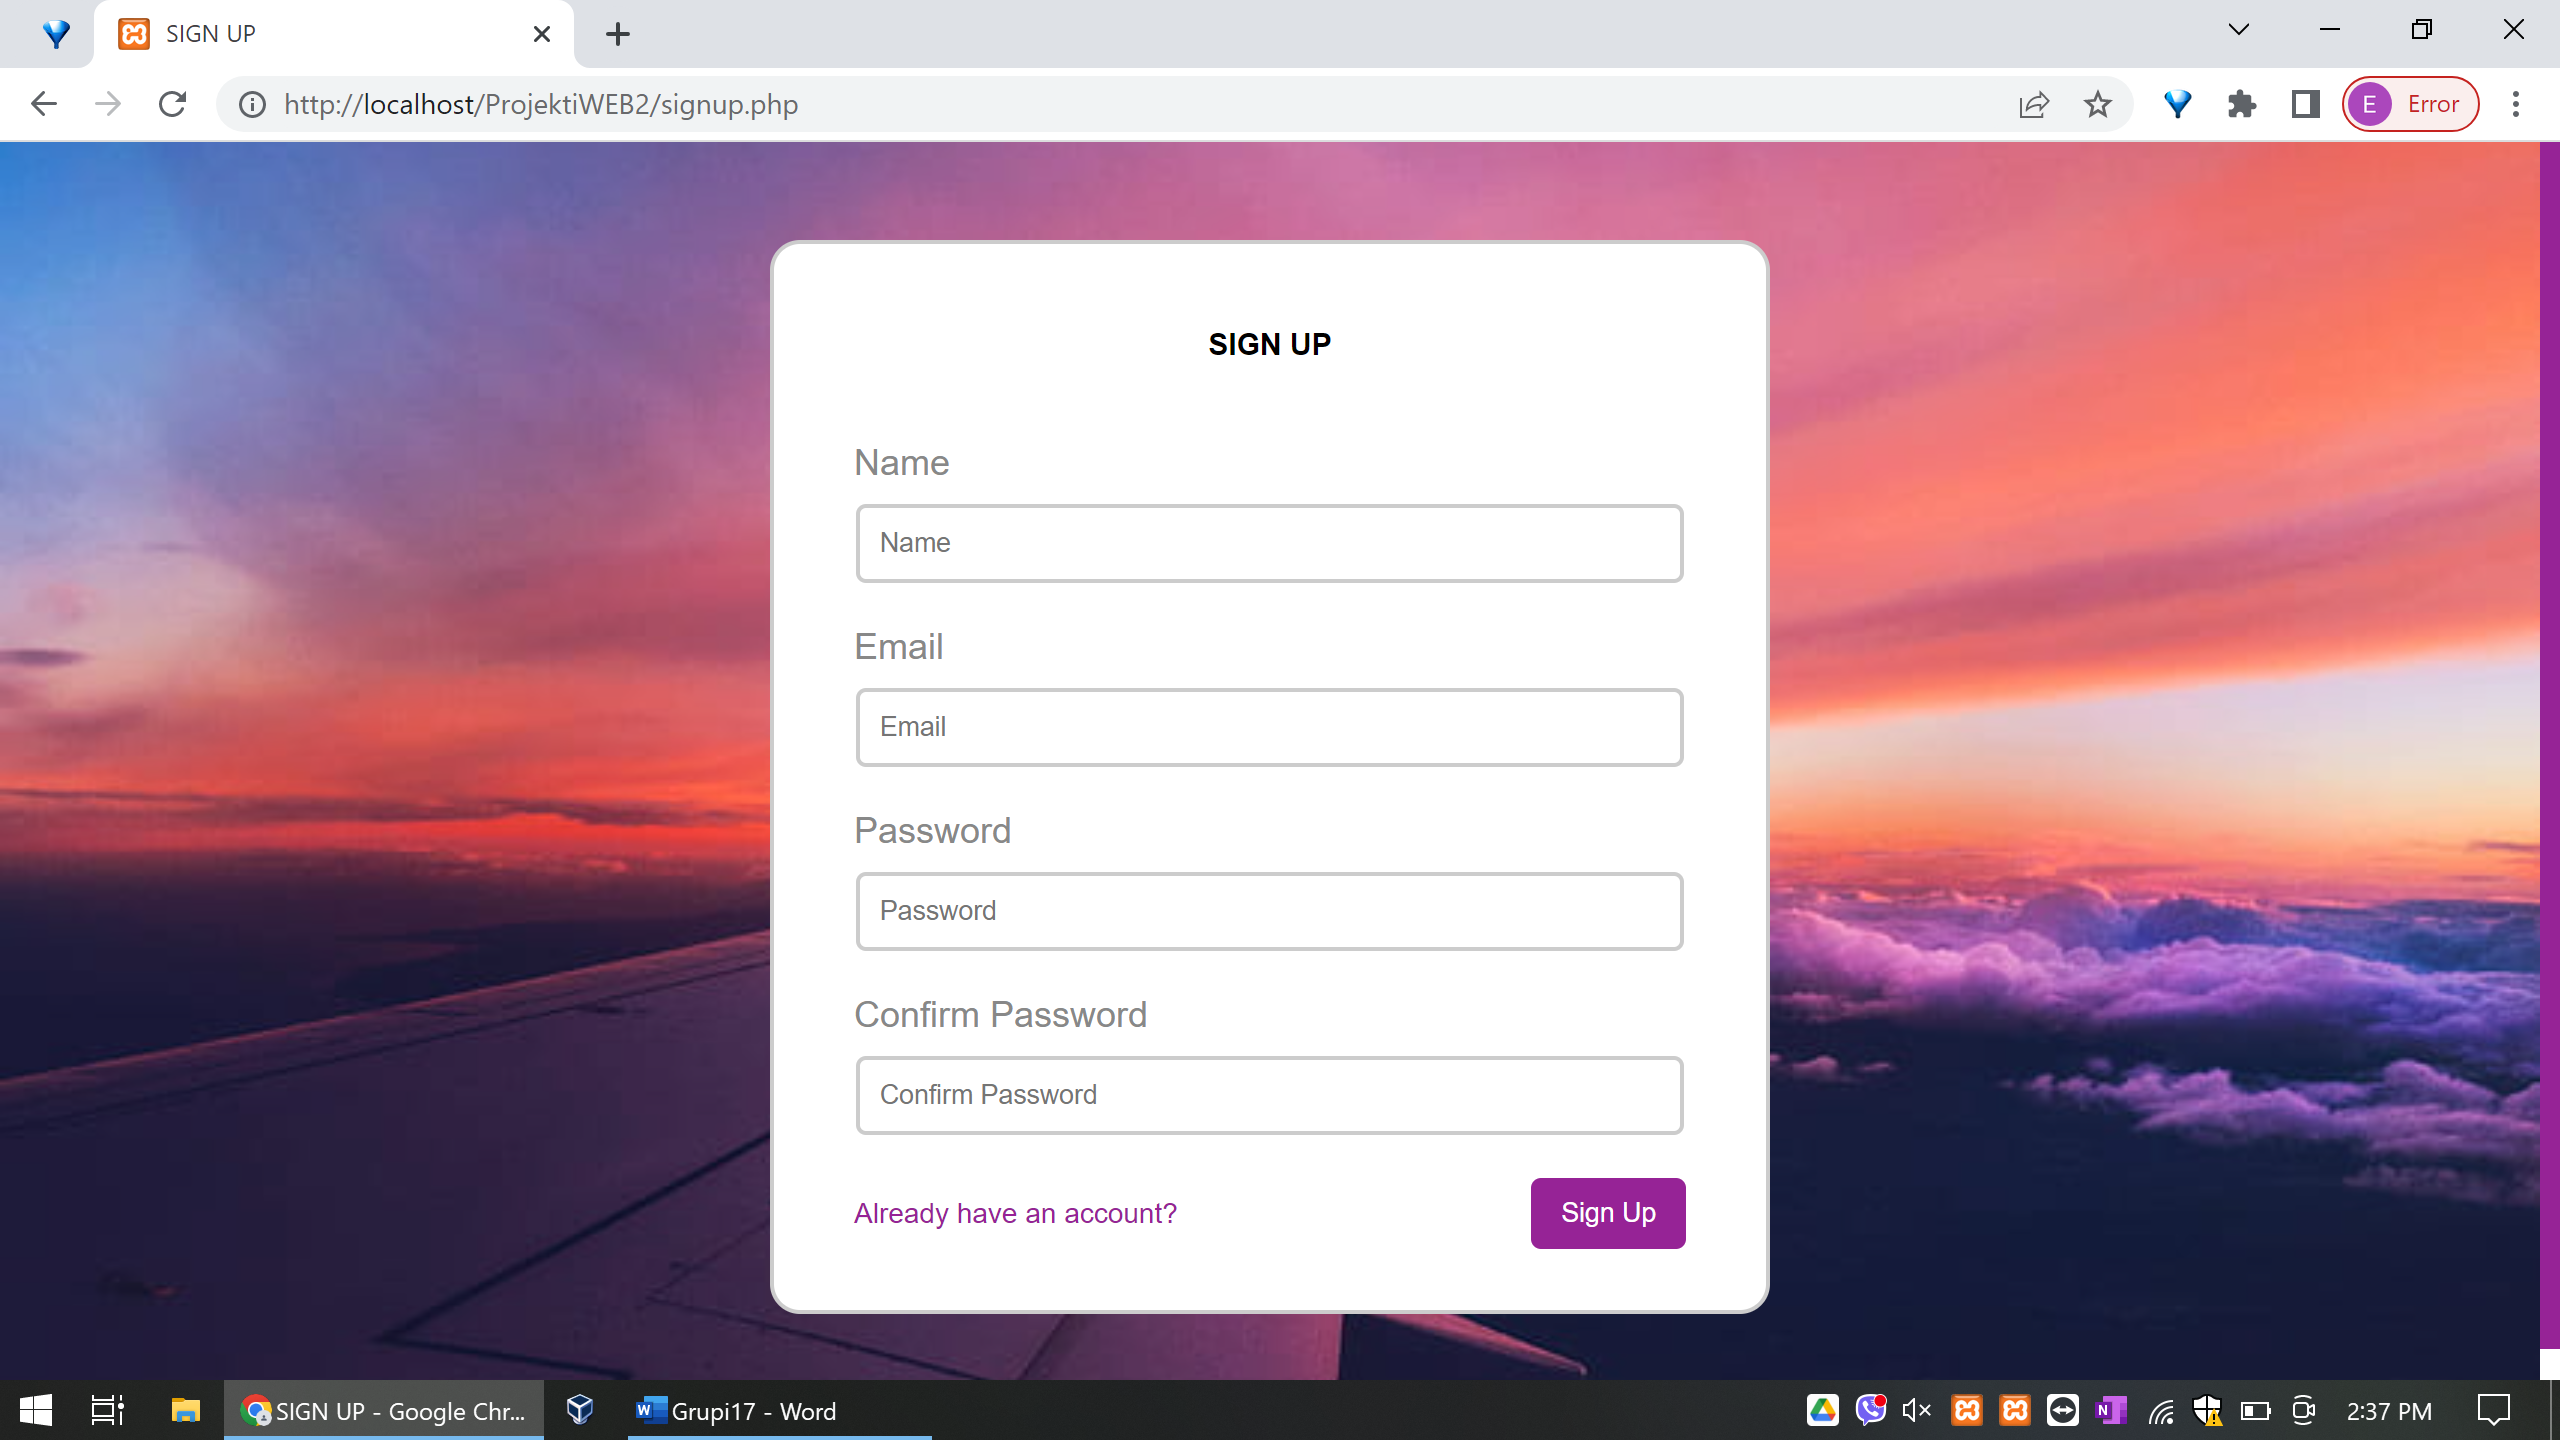 SIGN UP
http://localhost/ProjektiWEB2/signup.php
E Error
SIGN UP
Name
Name
Email
Email
Password
Password
Confirm Password
Confirm Password
Already have an account?
Sign Up
SIGN UP - Google Chr...
Grupi17 - Word
2:37 PM